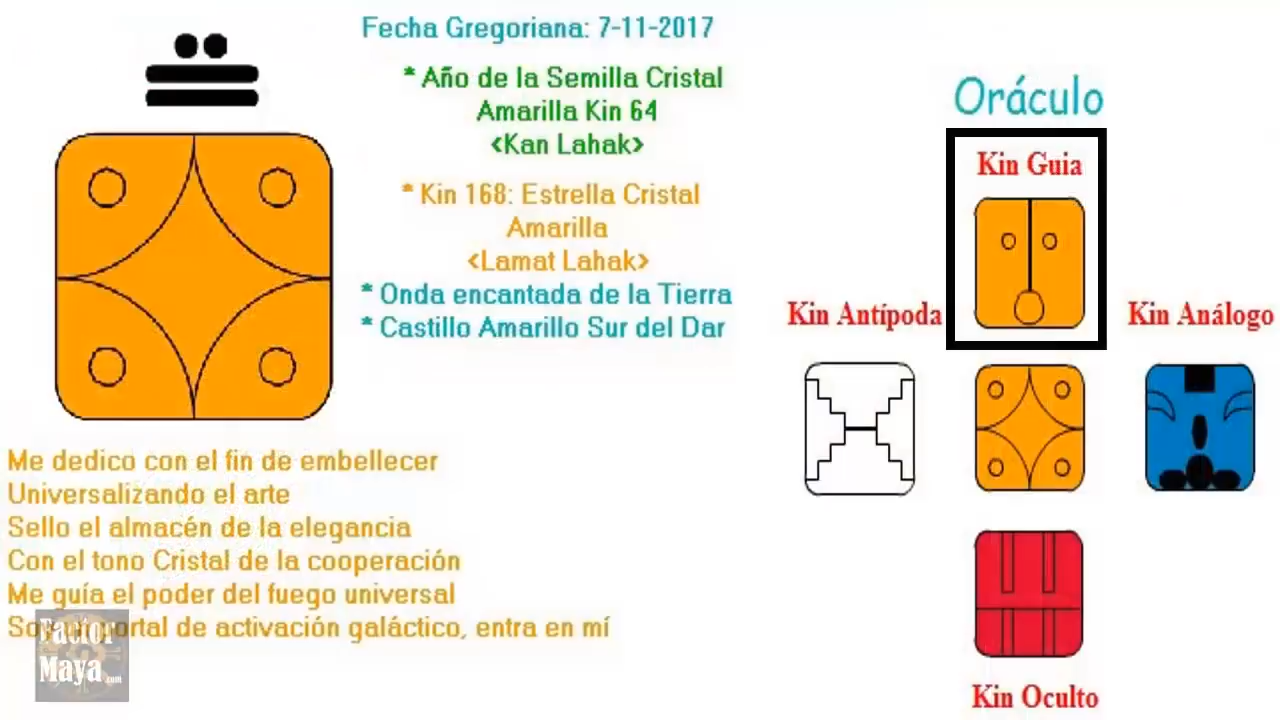 Fecha Gregoriana: 7-11-2017
* Año de la Semilla Cristal
Amarilla Kin 64
<Kan Lahak>
* Kin 168: Estrella Cristal
Amarilla
<Lamat Lahak>
* Onda encantada de la Tierra
* Castillo Amarillo Sur del Dar
Me dedico con el fin de embellecer
Universalizando el arte
Sello el almacén de la elegancia
Con el tono Cristal de la cooperación
Me guía el poder del fuego universal
portal de activación galáctico, entra en mí
Factor
Maya.com
Oráculo
Kin Guia
Kin Antípoda
Kin Análogo
Kin Oculto